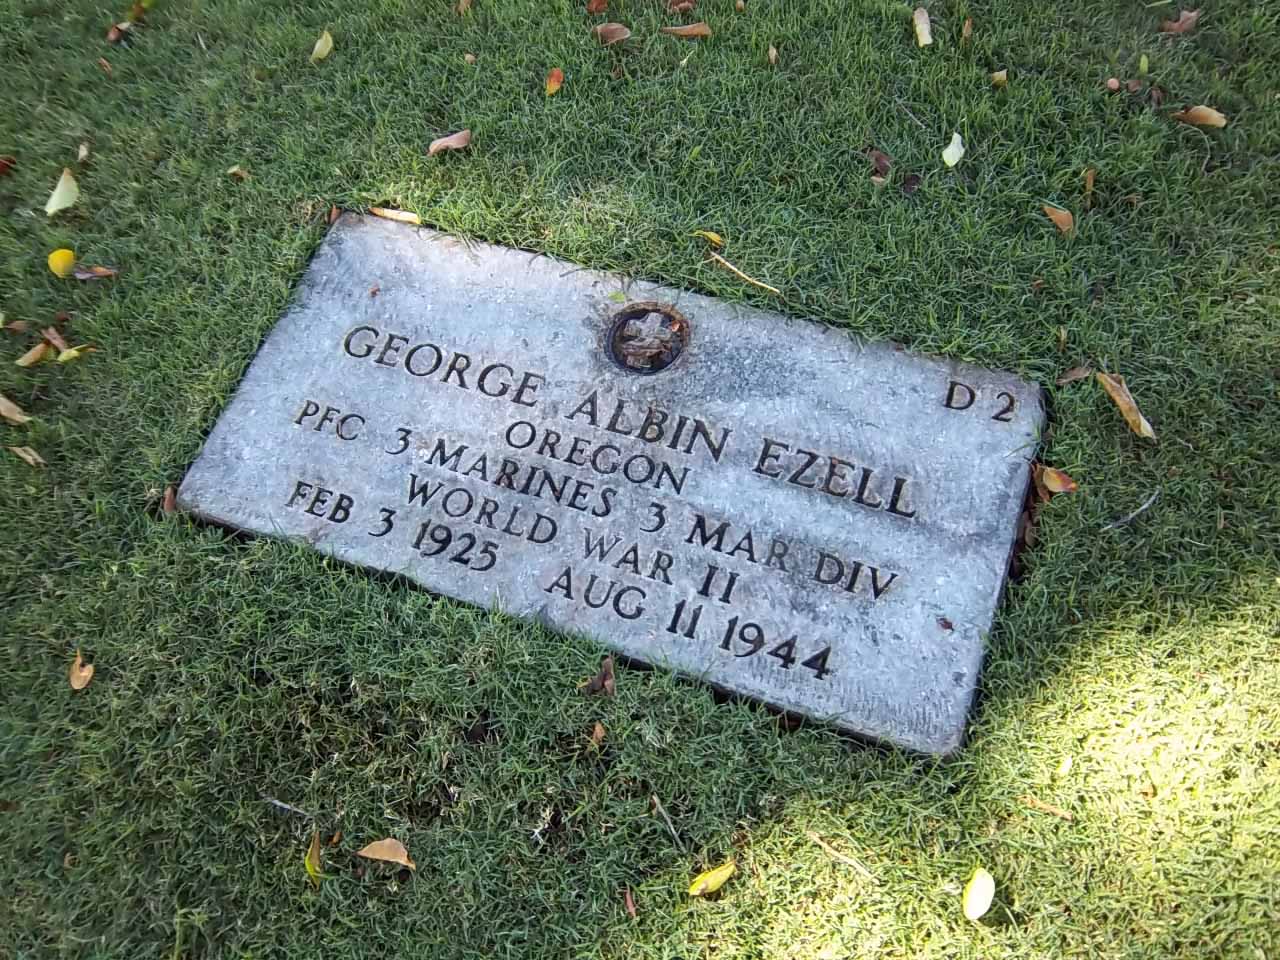 D 2
GEORGE ALBIN EZELL
OREGON
PFC 3 MARINES 3 MAR DIV
WORLD WAR II
FEB 3 1925 AUG 11 1944